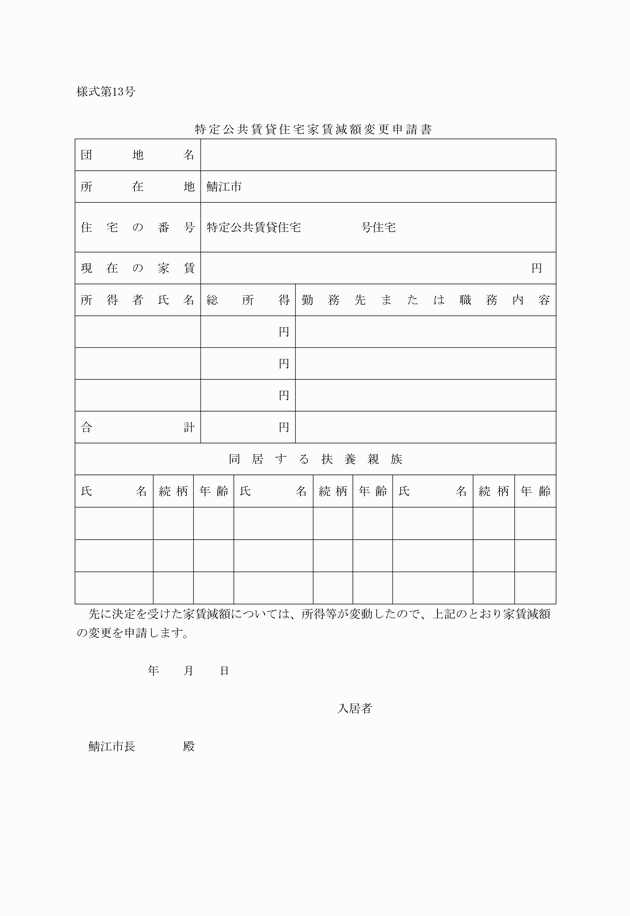 様式第13号
特定公共賃貸住宅家賃減額変更申請書
団地名
所在地 鯖江市
住宅の番号 特定公共賃貸住宅 号住宅
現在の家賃 円
所得者氏名 総所得 勤務先または職務内容
円
円
円
合計 円
同居する扶養親族
氏名 続柄 年齢 氏名 続柄 年齢 氏名 続柄 年齢
先に決定を受けた家賃減額については、所得等が変動したので、上記のとおり家賃減額
の変更を申請します。
年 月 日
入居者
鯖江市長 殿